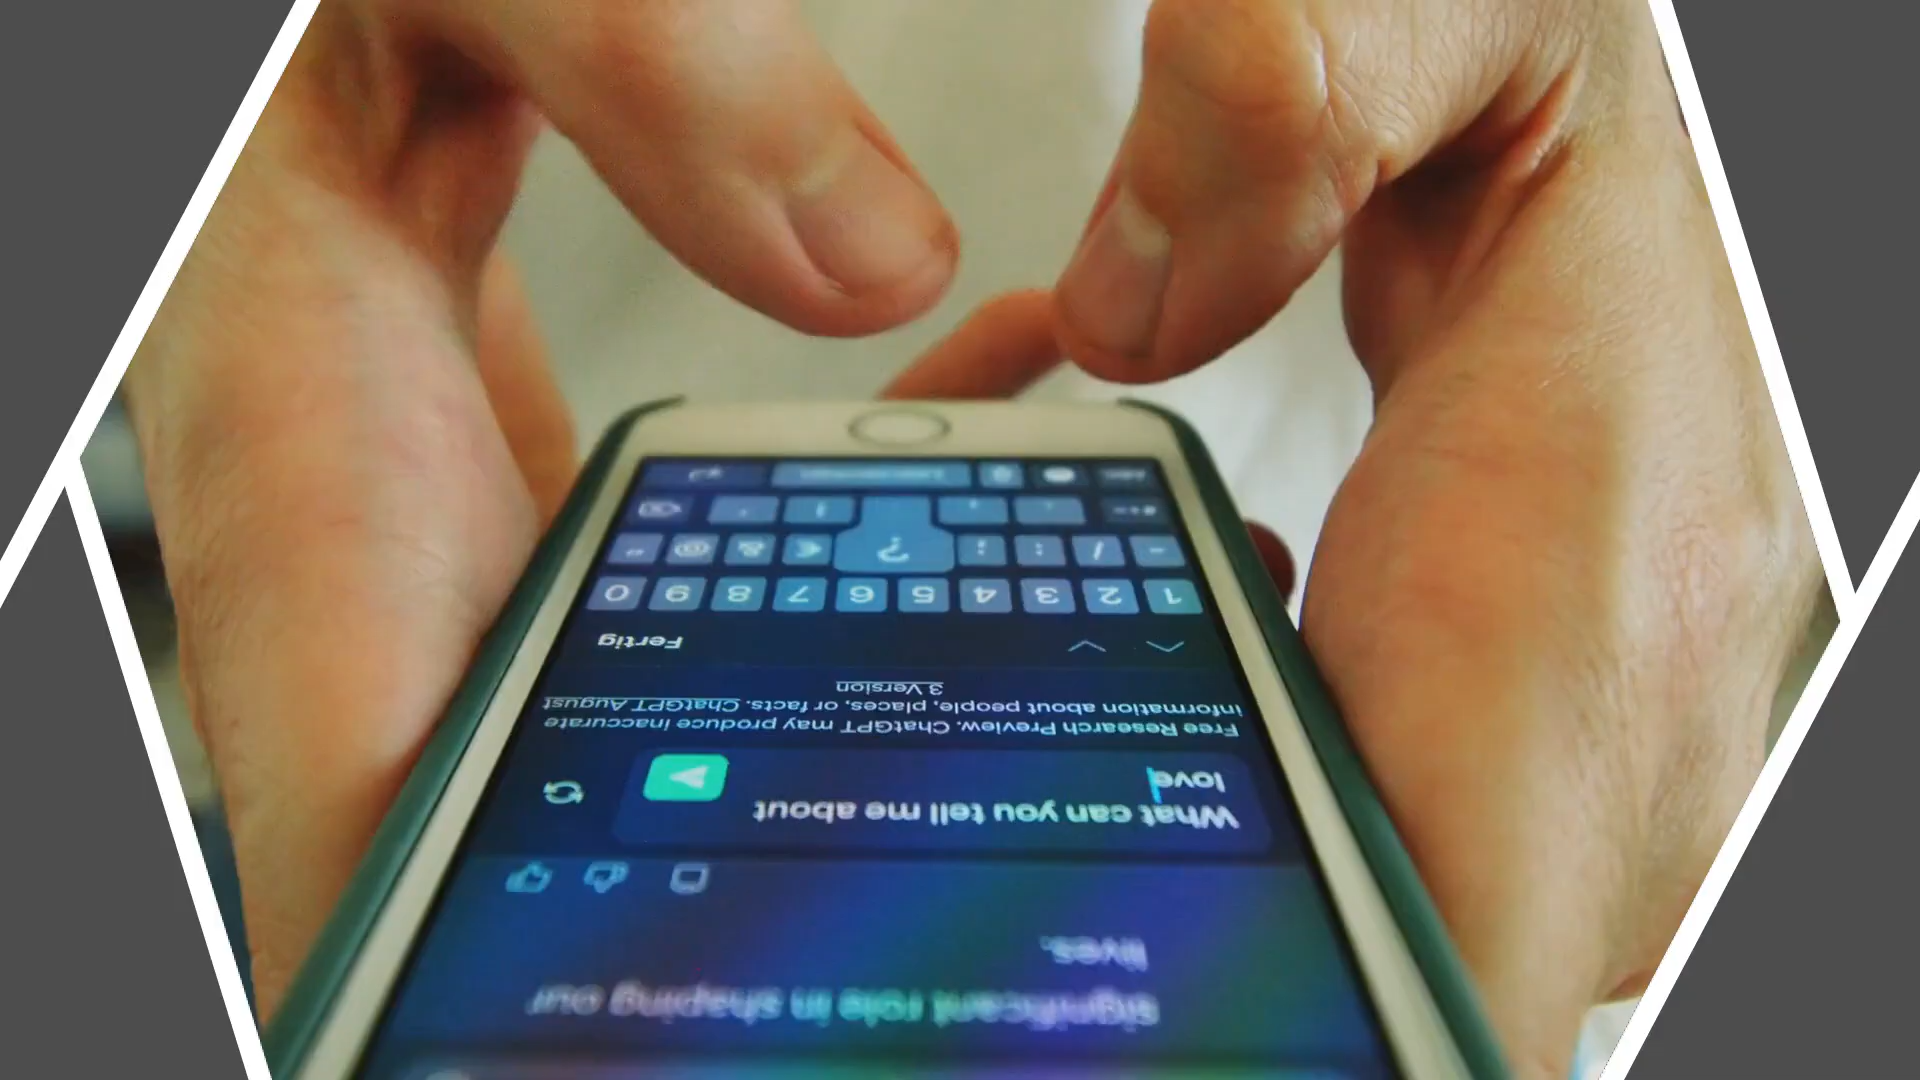 significant role in shaping our
lives.
What can you tell me about
love
Free Research Preview. ChatGPT may produce inaccurate
information about people, places, or facts. ChatGPT August
3 Version
Fertig
1 2 3 4 5 6 7 8 9 0
- / : ; ? € & @ “
#+= . , ! '